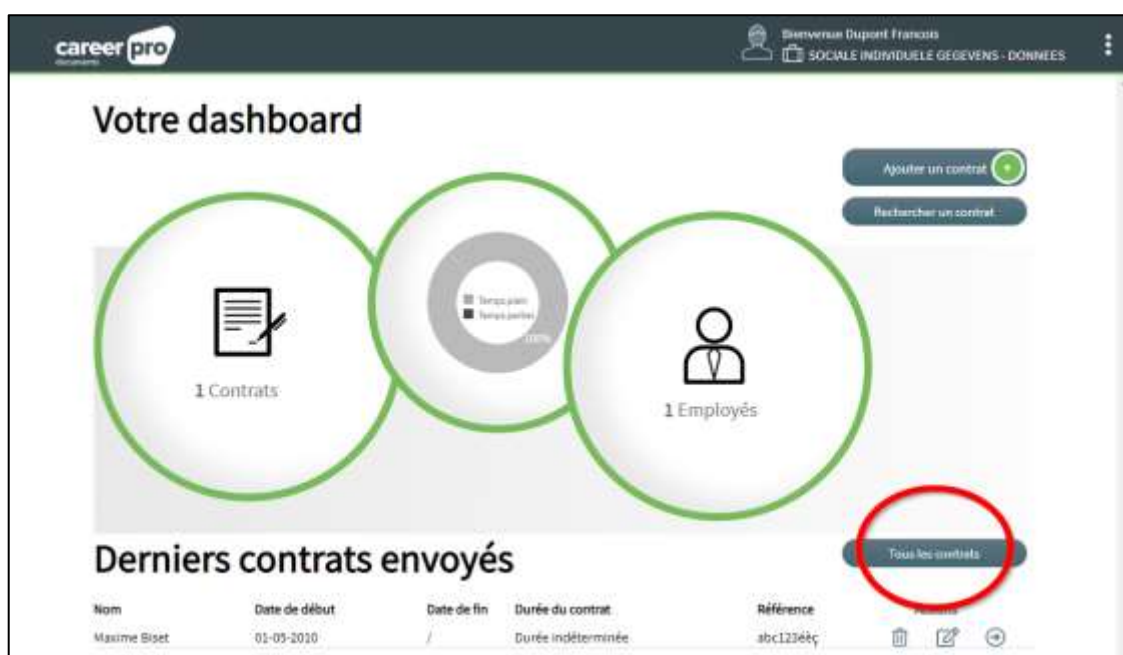 career pro
documents
Bienvenue Dupont Francois
SOCIALE INDIVIDUELE GEGEVENS - DONNEES
Votre dashboard
Ajouter un contrat +
Rechercher un contrat
Temps plein
Temps partiel
100%
1 Contrats
1 Employés
Derniers contrats envoyés
Tous les contrats
Nom Date de début Date de fin Durée du contrat Référence Actions
Maxime Biset 01-05-2010 / Durée indéterminée abc123éèç